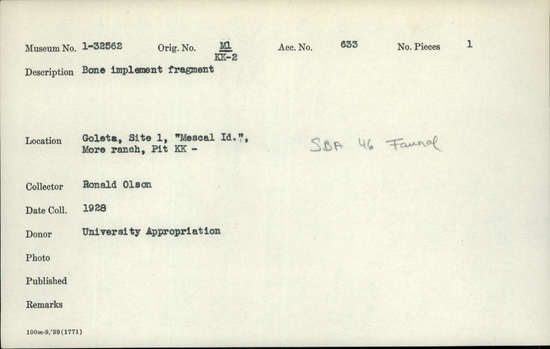 Museum No. 1-32562 Orig. No. M1 Acc. No. 633 No. Pieces 1
KK-2
Description Bone implement fragment
Location Goleta, Site 1, "Mescal Id.",
More ranch, Pit KK - SBA 46 Faunal
Collector Ronald Olson
Date Coll. 1928
Donor University Appropriation
Photo
Published
Remarks
100m-9,'39(1771)